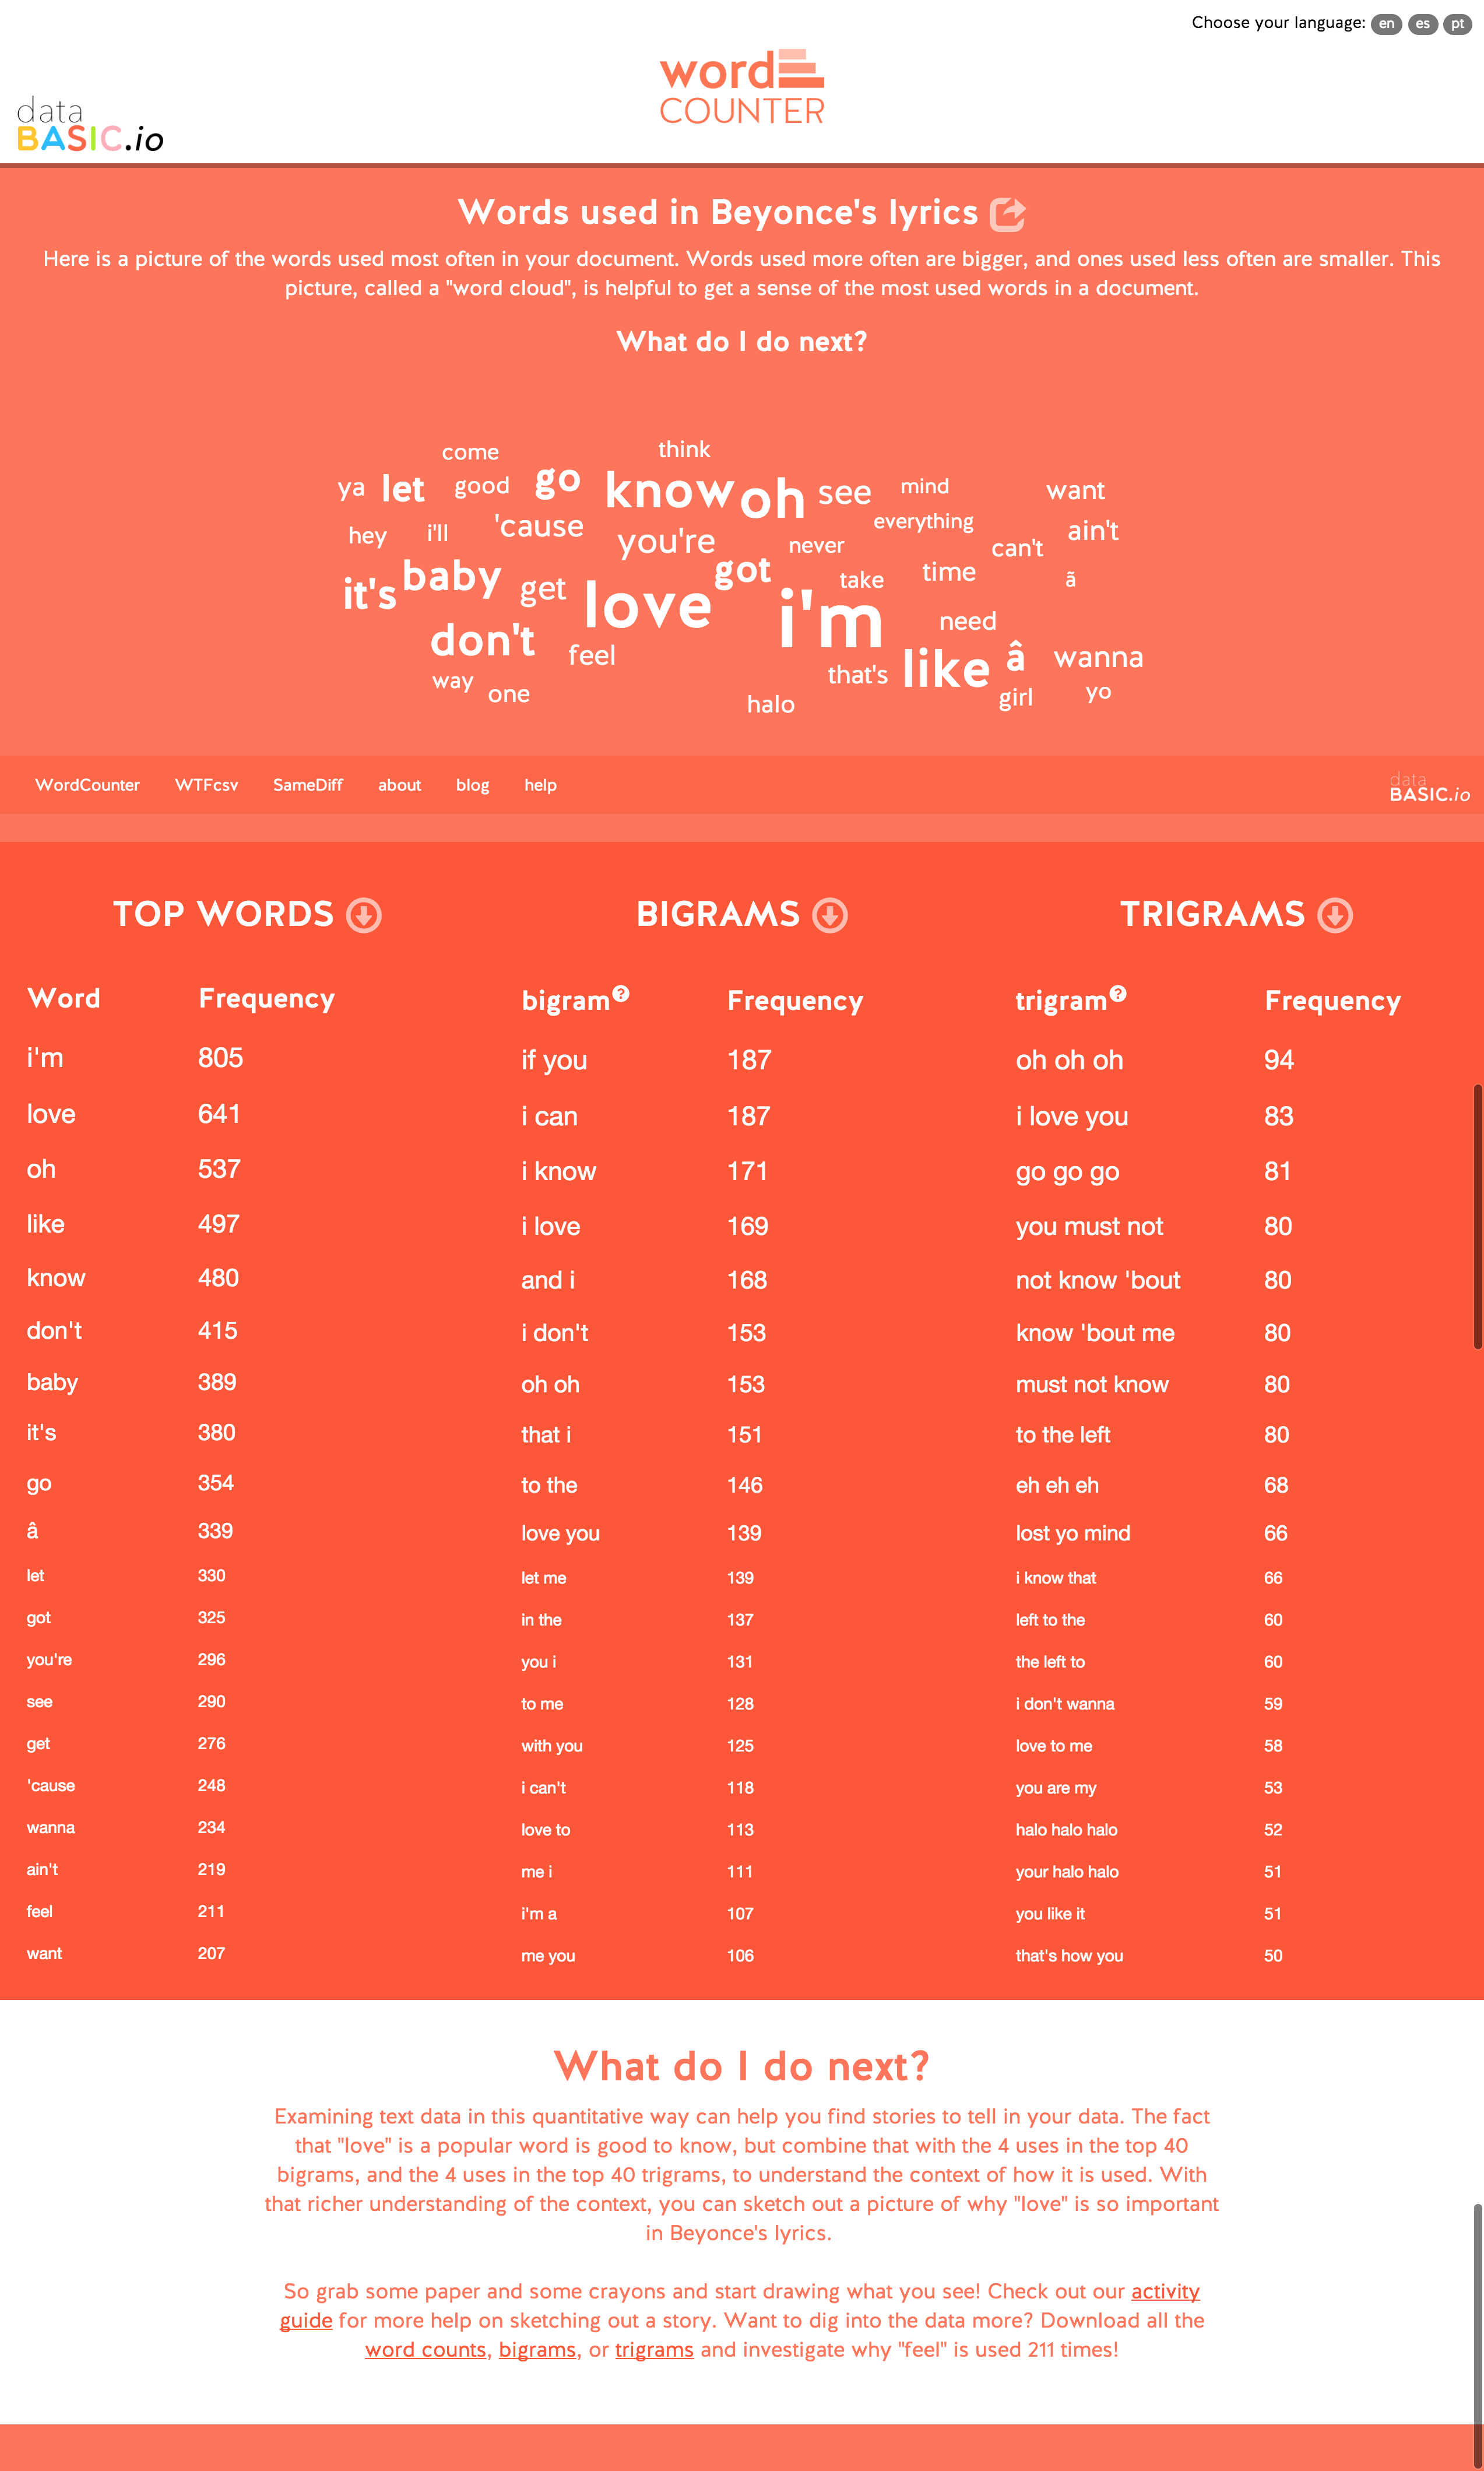 Choose your language: en es pt
word
COUNTER
data
BASIC.io
Words used in Beyonce's lyrics
Here is a picture of the words used most often in your document. Words used more often are bigger, and ones used less often are smaller. This
picture, called a "word cloud", is helpful to get a sense of the most used words in a document.
What do I do next?
come think
ya let good go know oh see mind want
hey i'll 'cause you're never everything can't ain't
it's baby get love got i'm take time ã
don't feel need
way one that's like â wanna
halo girl yo
WordCounter WTFcsv SameDiff about blog help
data
BASIC.io
TOP WORDS BIGRAMS TRIGRAMS
Word Frequency bigram? Frequency trigram? Frequency
i'm 805 if you 187 oh oh oh 94
love 641 i can 187 i love you 83
oh 537 i know 171 go go go 81
like 497 i love 169 you must not 80
know 480 and i 168 not know 'bout 80
don't 415 i don't 153 know 'bout me 80
baby 389 oh oh 153 must not know 80
it's 380 that i 151 to the left 80
go 354 to the 146 eh eh eh 68
â 339 love you 139 lost yo mind 66
let 330 let me 139 i know that 66
got 325 in the 137 left to the 60
you're 296 you i 131 the left to 60
see 290 to me 128 i don't wanna 59
get 276 with you 125 love to me 58
'cause 248 i can't 118 you are my 53
wanna 234 love to 113 halo halo halo 52
ain't 219 me i 111 your halo halo 51
feel 211 i'm a 107 you like it 51
want 207 me you 106 that's how you 50
What do I do next?
Examining text data in this quantitative way can help you find stories to tell in your data. The fact
that "love" is a popular word is good to know, but combine that with the 4 uses in the top 40
bigrams, and the 4 uses in the top 40 trigrams, to understand the context of how it is used. With
that richer understanding of the context, you can sketch out a picture of why "love" is so important
in Beyonce's lyrics.
So grab some paper and some crayons and start drawing what you see! Check out our activity
guide for more help on sketching out a story. Want to dig into the data more? Download all the
word counts, bigrams, or trigrams and investigate why "feel" is used 211 times!